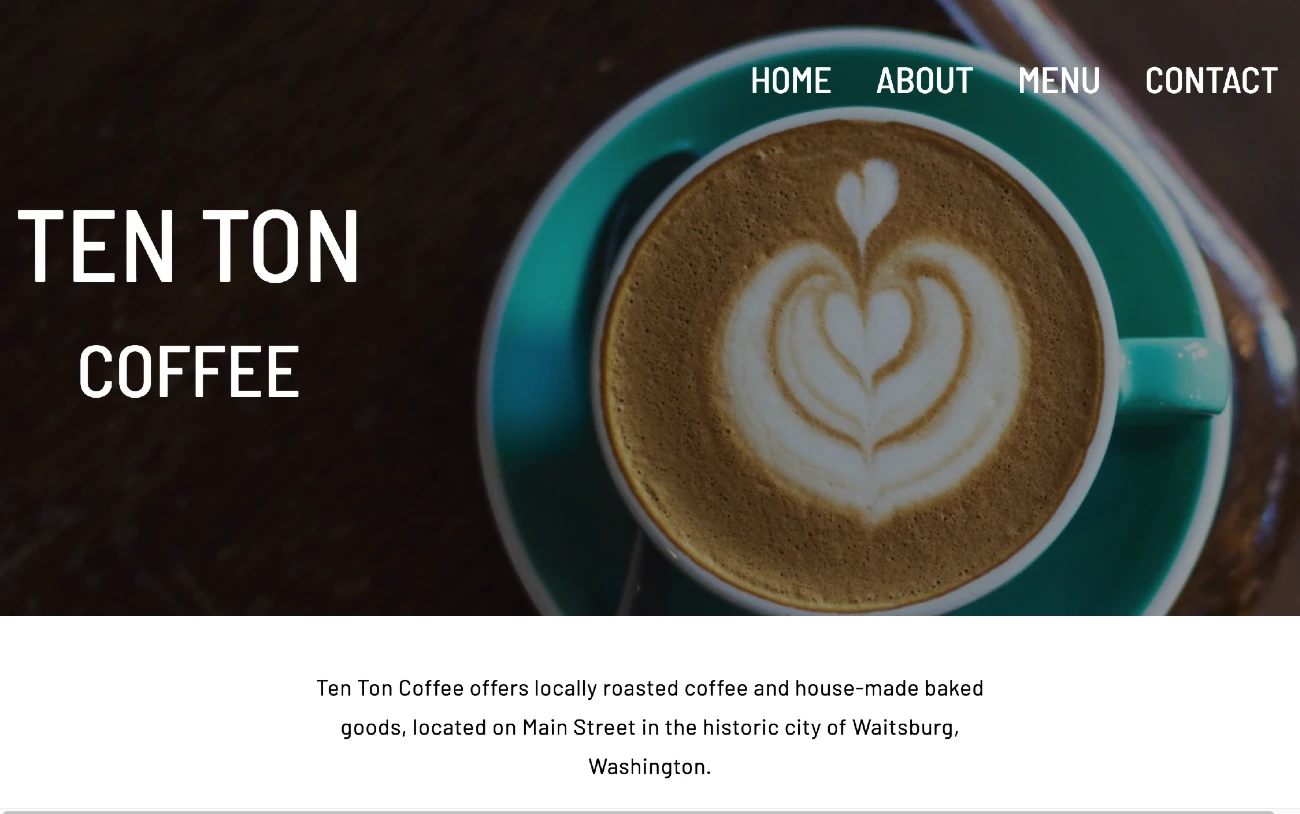 HOME ABOUT MENU CONTACT
TEN TON
COFFEE
Ten Ton Coffee offers locally roasted coffee and house-made baked
goods, located on Main Street in the historic city of Waitsburg,
Washington.